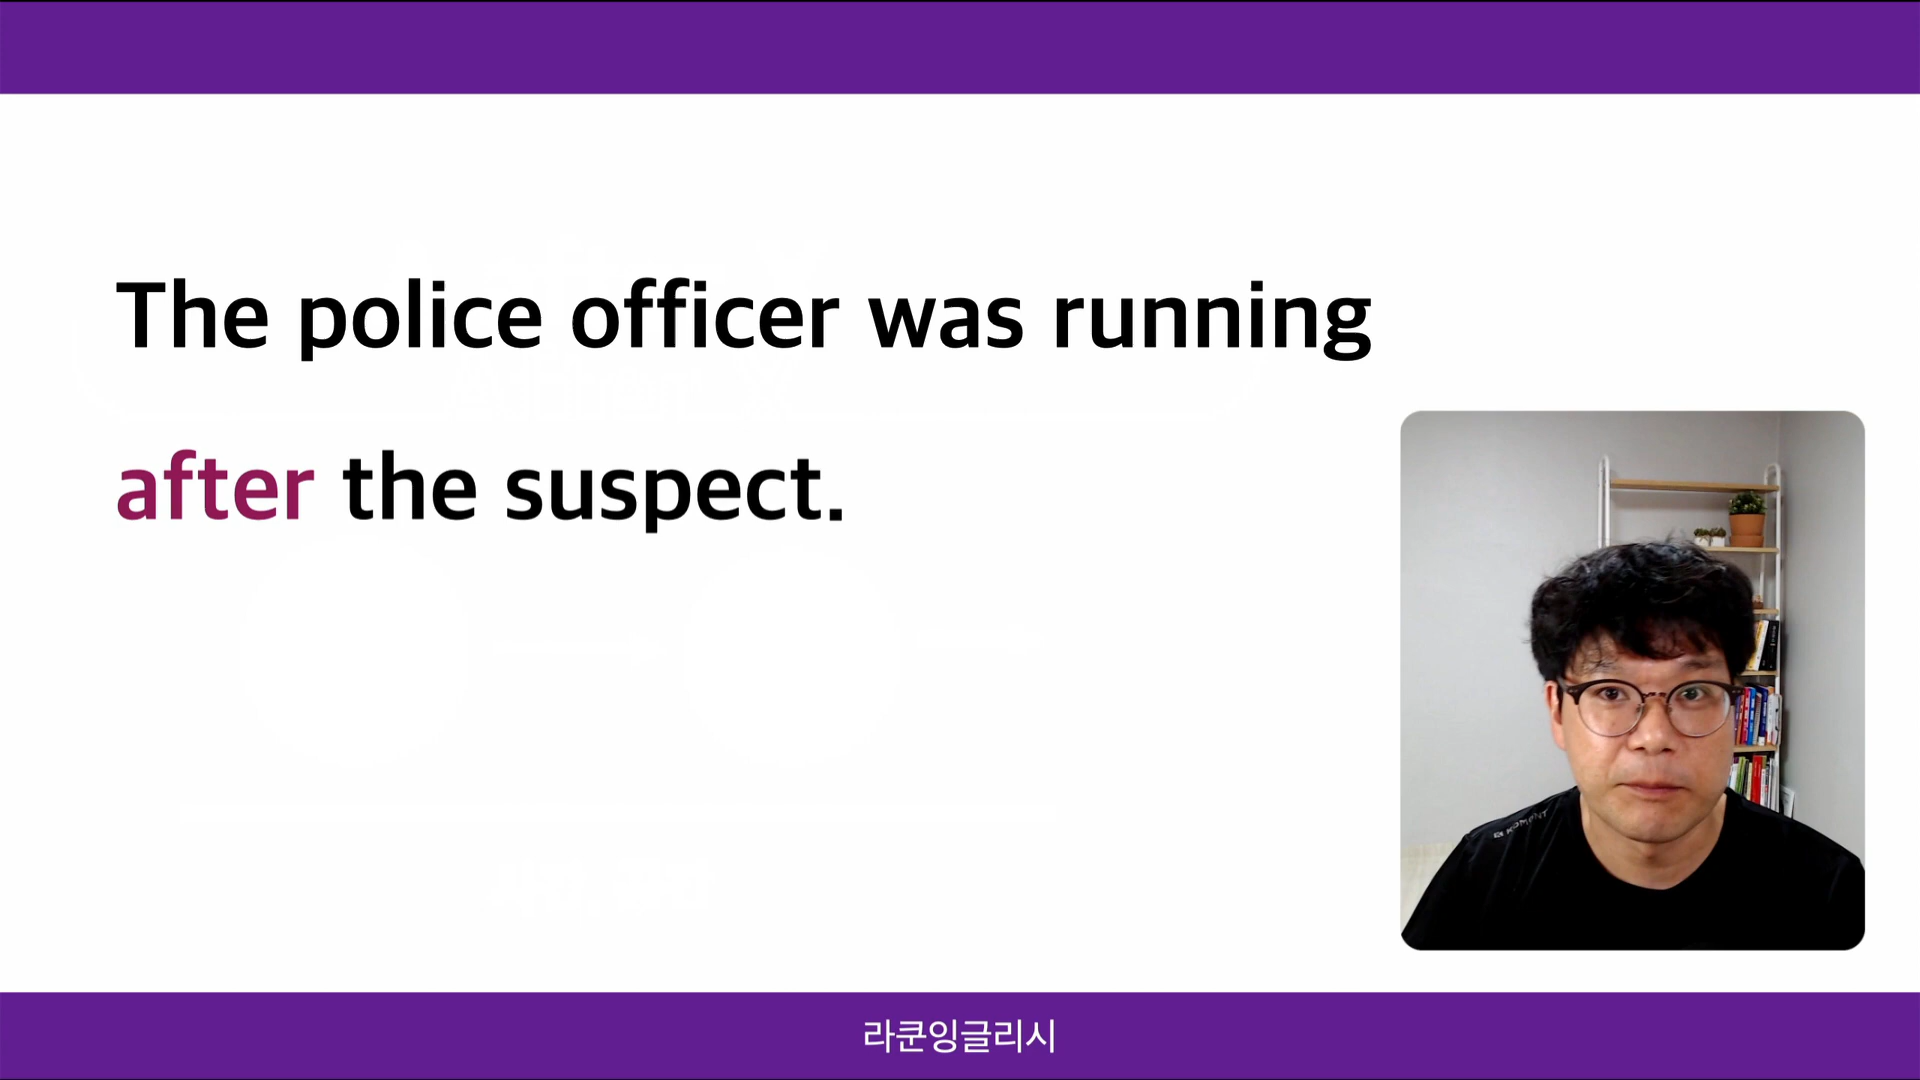 The police officer was running
after the suspect.
라쿤잉글리시